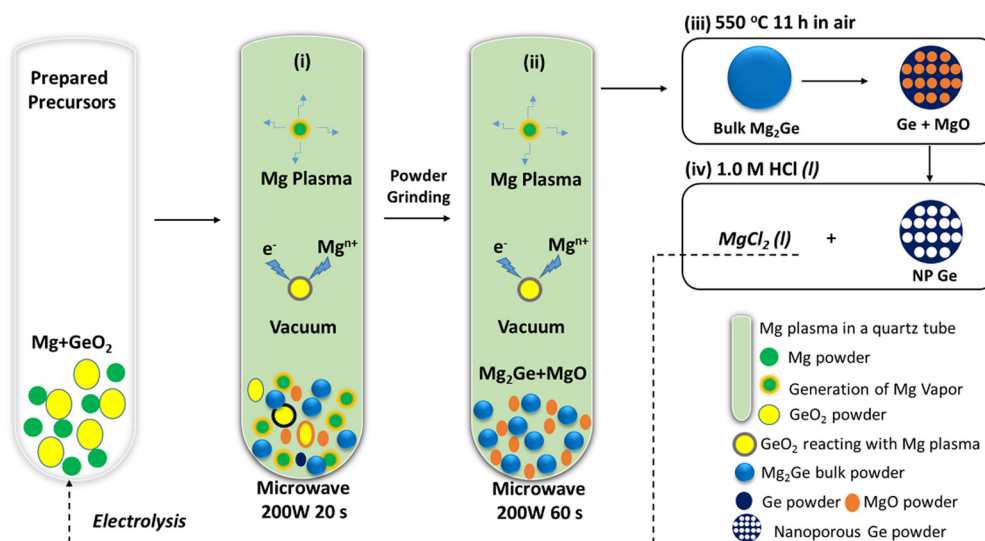 Prepared
Precursors
Mg+GeO₂
Electrolysis
(i)
Mg Plasma
e⁻
Mgⁿ⁺
Vacuum
Microwave
200W 20 s
Powder
Grinding
(ii)
Mg Plasma
e⁻
Mgⁿ⁺
Vacuum
Mg₂Ge+MgO
Microwave
200W 60 s
(iii) 550 °C 11 h in air
Bulk Mg₂Ge
Ge + MgO
(iv) 1.0 M HCl (l)
MgCl₂ (l) +
NP Ge
Mg plasma in a quartz tube
Mg powder
Generation of Mg Vapor
GeO₂ powder
GeO₂ reacting with Mg plasma
Mg₂Ge bulk powder
Ge powder MgO powder
Nanoporous Ge powder